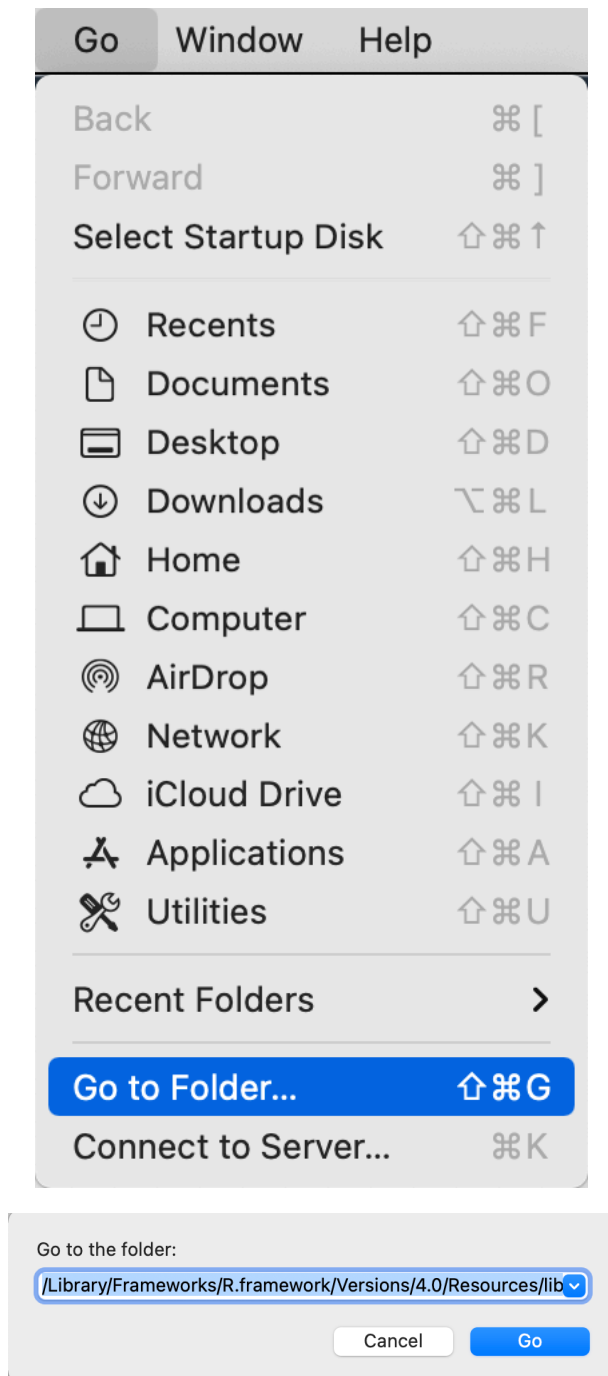 Go Window Help
Back ⌘ [
Forward ⌘ ]
Select Startup Disk ⇧⌘↑
Recents ⇧⌘F
Documents ⇧⌘O
Desktop ⇧⌘D
Downloads ⌥⌘L
Home ⇧⌘H
Computer ⇧⌘C
AirDrop ⇧⌘R
Network ⇧⌘K
iCloud Drive ⇧⌘I
Applications ⇧⌘A
Utilities ⇧⌘U
Recent Folders
Go to Folder... ⇧⌘G
Connect to Server... ⌘K
Go to the folder:
/Library/Frameworks/R.framework/Versions/4.0/Resources/lib
Cancel Go